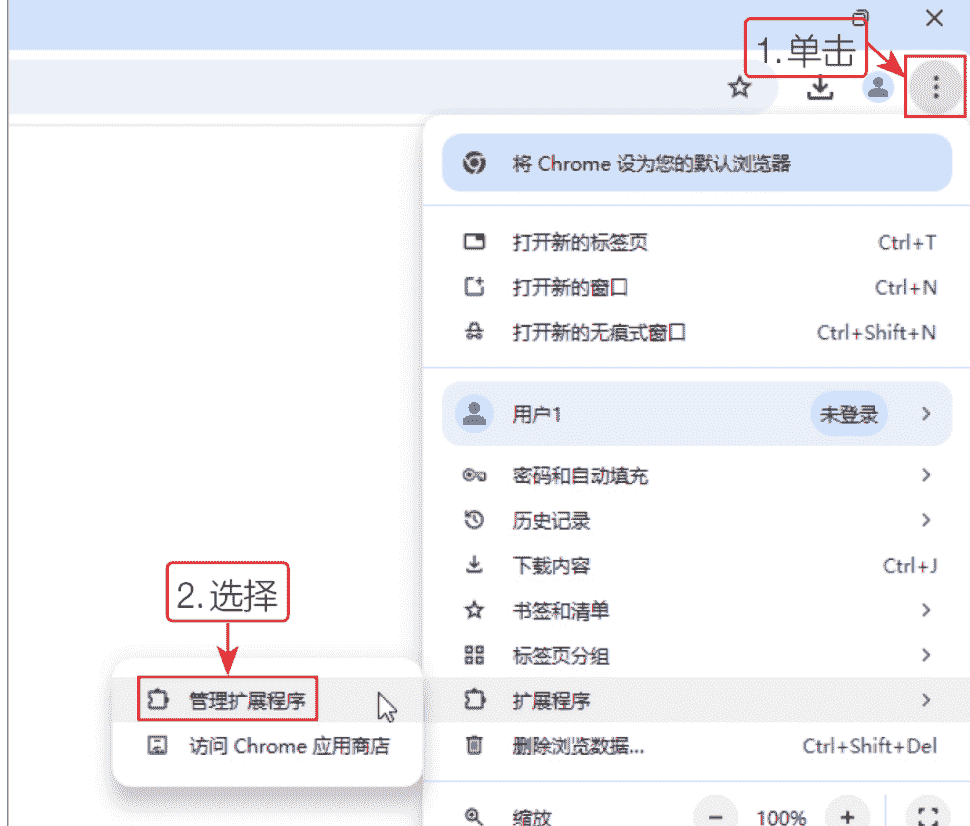 1.单击
将 Chrome 设为您的默认浏览器
打开新的标签页 Ctrl+T
打开新的窗口 Ctrl+N
打开新的无痕式窗口 Ctrl+Shift+N
用户1 未登录
密码和自动填充
历史记录
下载内容 Ctrl+J
书签和清单
标签页分组
扩展程序
删除浏览数据... Ctrl+Shift+Del
缩放 − 100% +
2.选择
管理扩展程序
访问 Chrome 应用商店